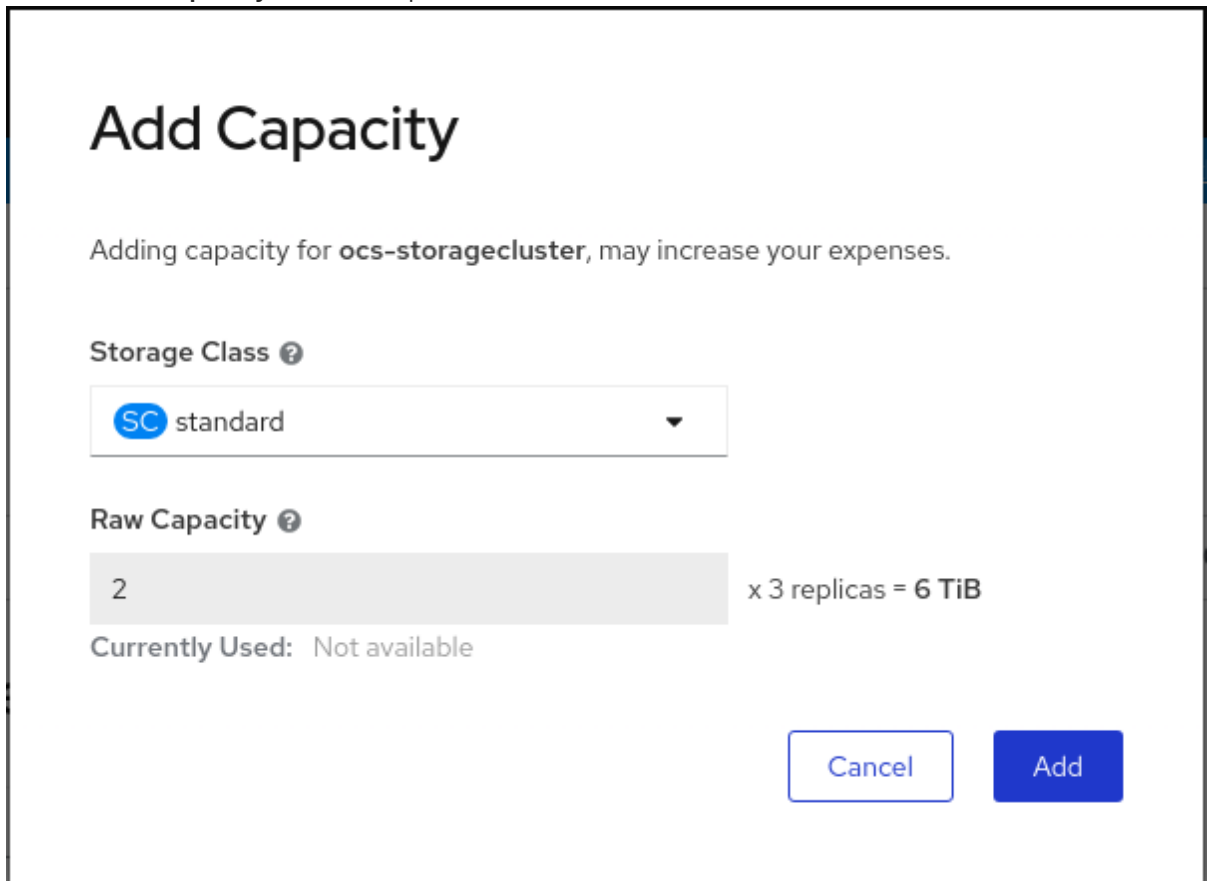 Add Capacity
Adding capacity for ocs-storagecluster, may increase your expenses.
Storage Class ?
SC standard
Raw Capacity ?
2 x 3 replicas = 6 TiB
Currently Used: Not available
Cancel Add